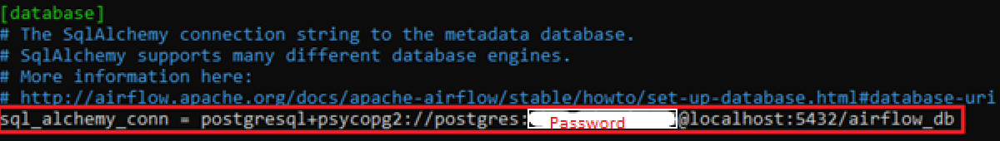 [database]
# The SqlAlchemy connection string to the metadata database.
# SqlAlchemy supports many different database engines.
# More information here:
# http://airflow.apache.org/docs/apache-airflow/stable/howto/set-up-database.html#database-uri
sql_alchemy_conn = postgresql+psycopg2://postgres: Password @localhost:5432/airflow_db